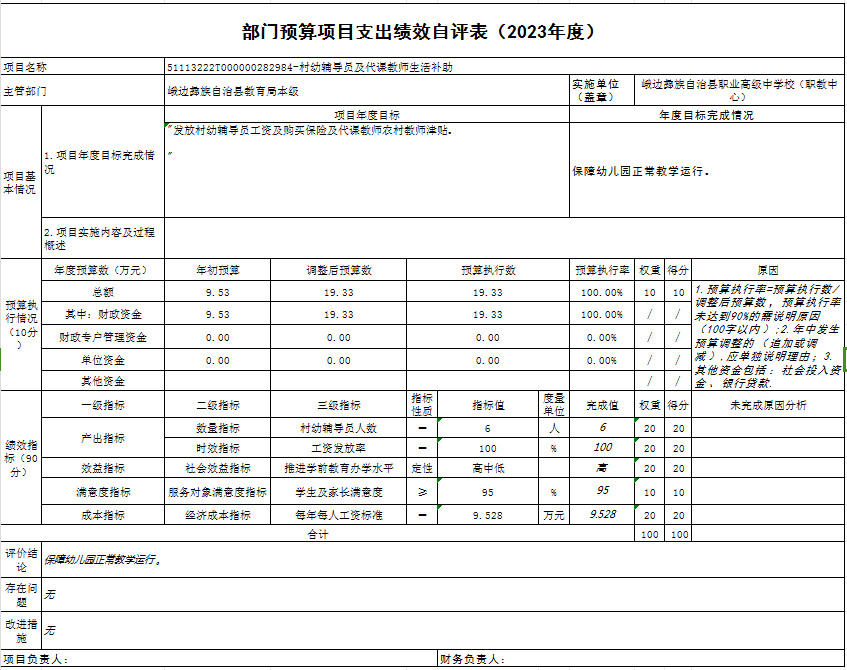 部门预算项目支出绩效自评表（2023年度）
项目名称 51113222T000000282984-村幼辅导员及代课教师生活补助
主管部门 峨边彝族自治县教育局本级 实施单位（盖章） 峨边彝族自治县职业高级中学校（职教中心）
项目基本情况 1.项目年度目标完成情况 项目年度目标 年度目标完成情况
"发放村幼辅导员工资及购买保险及代课教师农村教师津贴。
"
保障幼儿园正常教学运行。
2.项目实施内容及过程概述
预算执行情况（10分） 年度预算数（万元） 年初预算 调整后预算数 预算执行数 预算执行率 权重 得分 原因
总额 9.53 19.33 19.33 100.00% 10 10
其中：财政资金 9.53 19.33 19.33 100.00% / /
财政专户管理资金 0.00 0.00 0.00 0.00% / /
单位资金 0.00 0.00 0.00 0.00% / /
其他资金 / /
1.预算执行率=预算执行数/
调整后预算数，预算执行率
未达到90%的需说明原因
（100字以内）;2.年中发生
预算调整的（追加或调
减）,应单独说明理由；3.
其他资金包括：社会投入资
金、银行贷款.
绩效指标（90分） 一级指标 二级指标 三级指标 指标性质 指标值 度量单位 完成值 权重 得分 未完成原因分析
产出指标 数量指标 村幼辅导员人数 = 6 人 6 20 20
时效指标 工资发放率 = 100 % 100 20 20
效益指标 社会效益指标 推进学前教育办学水平 定性 高中低 高 20 20
满意度指标 服务对象满意度指标 学生及家长满意度 ≥ 95 % 95 10 10
成本指标 经济成本指标 每年每人工资标准 = 9.528 万元 9.528 20 20
合计 100 100
评价结论 保障幼儿园正常教学运行。
存在问题 无
改进措施 无
项目负责人： 财务负责人：